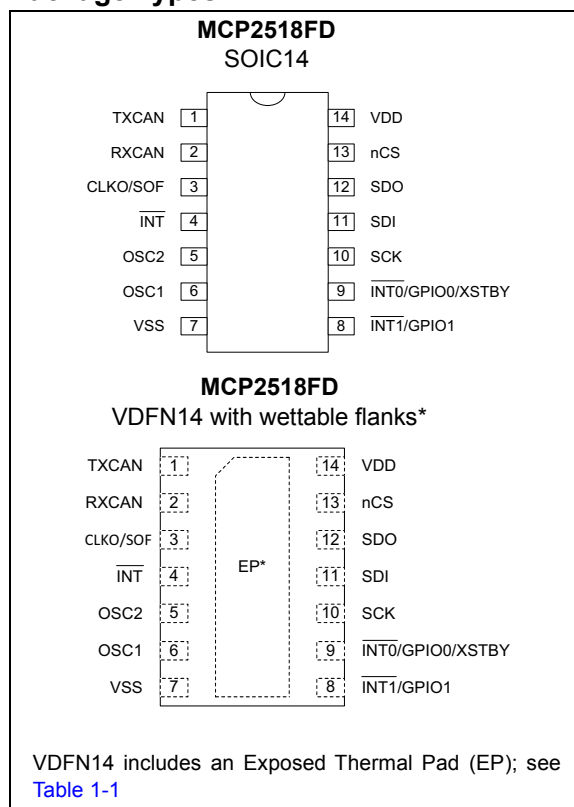 MCP2518FD
SOIC14
TXCAN 1 14 VDD
RXCAN 2 13 nCS
CLKO/SOF 3 12 SDO
INT 4 11 SDI
OSC2 5 10 SCK
OSC1 6 9 INT0/GPIO0/XSTBY
VSS 7 8 INT1/GPIO1
MCP2518FD
VDFN14 with wettable flanks*
TXCAN 1 14 VDD
RXCAN 2 13 nCS
CLKO/SOF 3 12 SDO
INT 4 EP* 11 SDI
OSC2 5 10 SCK
OSC1 6 9 INT0/GPIO0/XSTBY
VSS 7 8 INT1/GPIO1
VDFN14 includes an Exposed Thermal Pad (EP); see
Table 1-1